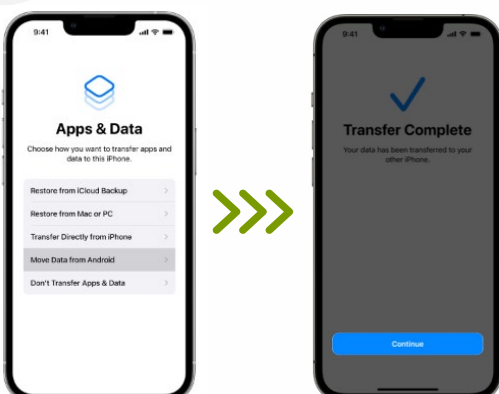 9:41
Apps & Data
Choose how you want to transfer apps and
data to this iPhone.
Restore from iCloud Backup
Restore from Mac or PC
Transfer Directly from iPhone
Move Data from Android
Don't Transfer Apps & Data
9:41
Transfer Complete
Your data has been transferred to your
other iPhone.
Continue